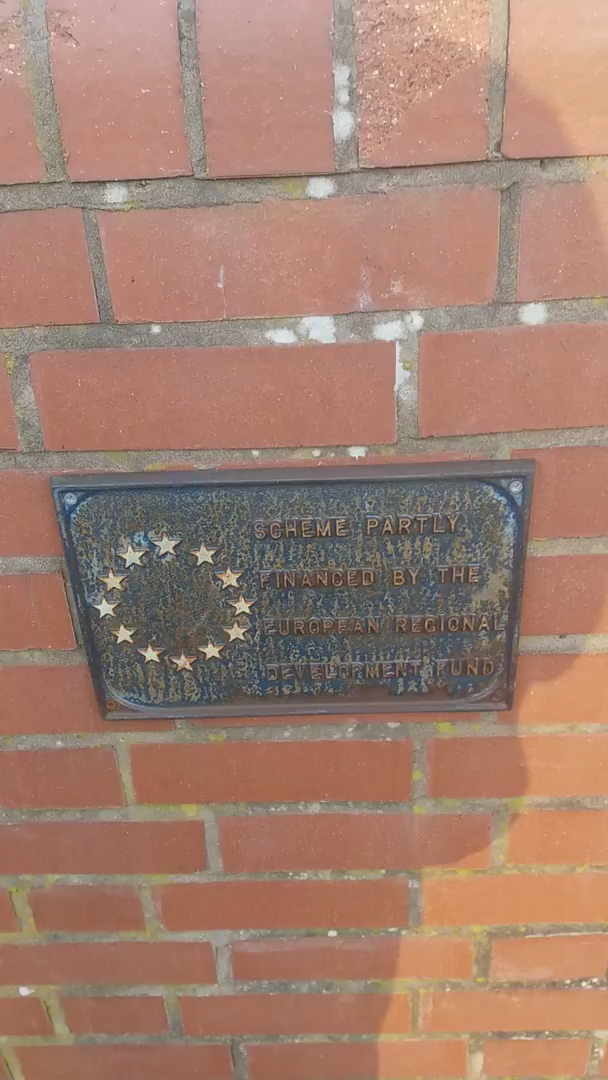 SCHEME PARTLY
FINANCED BY THE
EUROPEAN REGIONAL
DEVELOPMENT FUND